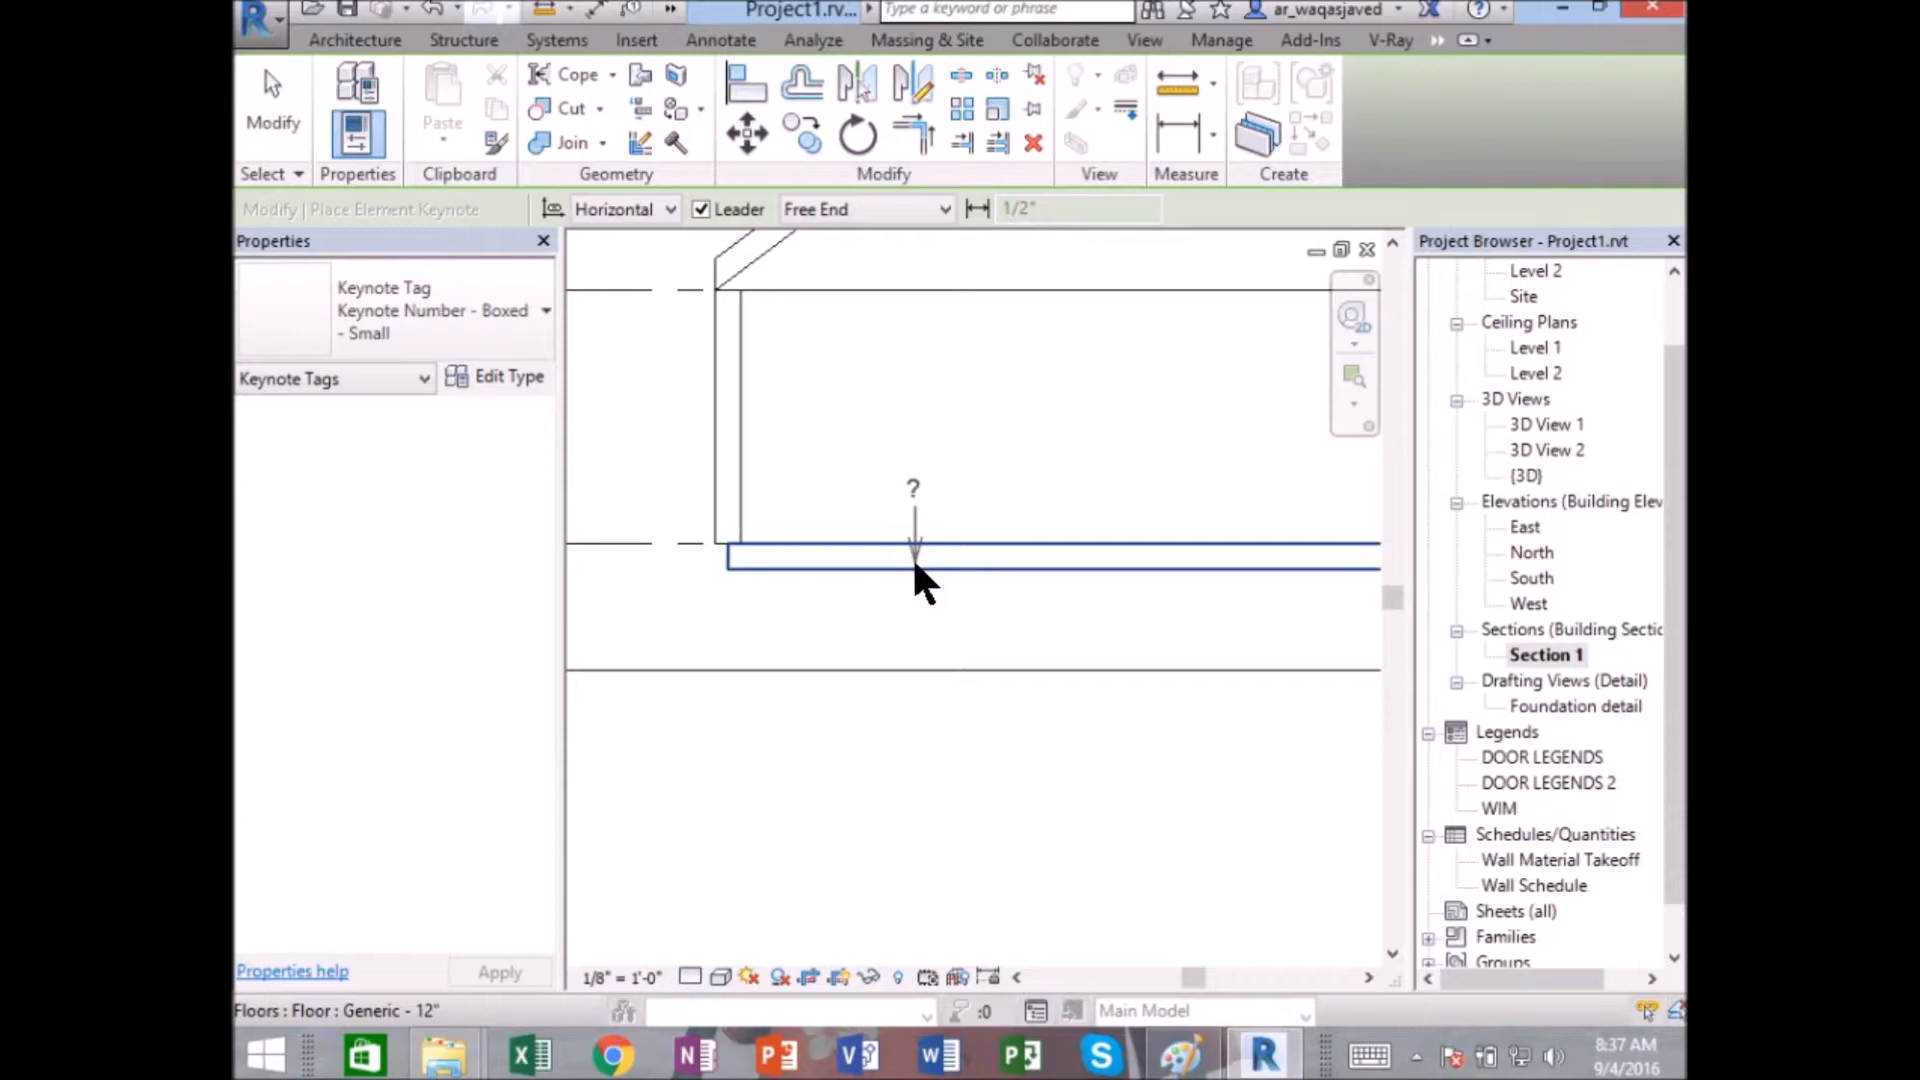 Project1.rv...
Type a keyword or phrase
ar_waqasjaved
Architecture Structure Systems Insert Annotate Analyze Massing & Site Collaborate View Manage Add-Ins V-Ray
Modify
Paste
Cope
Cut
Join
Select Properties Clipboard Geometry Modify View Measure Create
Modify | Place Element Keynote
Horizontal
Leader
Free End
1/2"
Properties
Keynote Tag
Keynote Number - Boxed
- Small
Keynote Tags
Edit Type
Properties help
Apply
2D
?
1/8" = 1'-0"
Project Browser - Project1.rvt
Level 2
Site
Ceiling Plans
Level 1
Level 2
3D Views
3D View 1
3D View 2
{3D}
Elevations (Building Elev
East
North
South
West
Sections (Building Sectic
Section 1
Drafting Views (Detail)
Foundation detail
Legends
DOOR LEGENDS
DOOR LEGENDS 2
WIM
Schedules/Quantities
Wall Material Takeoff
Wall Schedule
Sheets (all)
Families
Groups
Floors : Floor : Generic - 12"
:0
Main Model
8:37 AM
9/4/2016